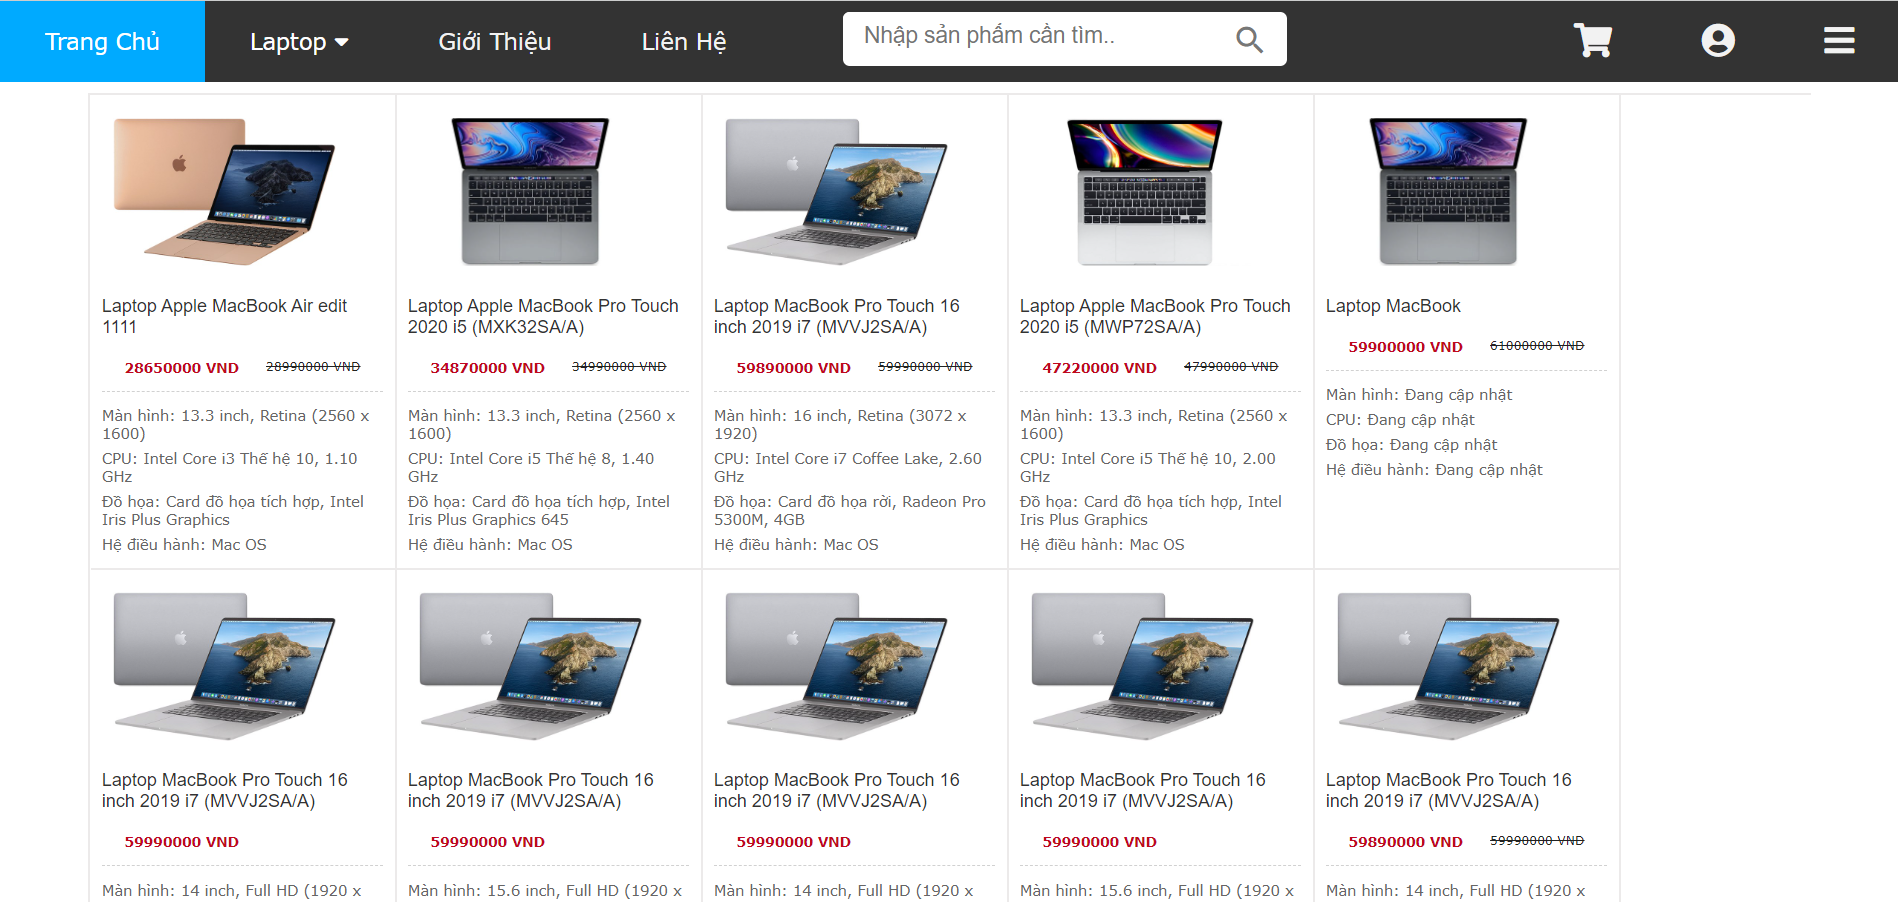 Trang Chủ Laptop Giới Thiệu Liên Hệ Nhập sản phẩm cần tìm..
Laptop Apple MacBook Air edit
1111
28650000 VND 28990000 VND
Màn hình: 13.3 inch, Retina (2560 x
1600)
CPU: Intel Core i3 Thế hệ 10, 1.10
GHz
Đồ họa: Card đồ họa tích hợp, Intel
Iris Plus Graphics
Hệ điều hành: Mac OS
Laptop Apple MacBook Pro Touch
2020 i5 (MXK32SA/A)
34870000 VND 34990000 VND
Màn hình: 13.3 inch, Retina (2560 x
1600)
CPU: Intel Core i5 Thế hệ 8, 1.40
GHz
Đồ họa: Card đồ họa tích hợp, Intel
Iris Plus Graphics 645
Hệ điều hành: Mac OS
Laptop MacBook Pro Touch 16
inch 2019 i7 (MVVJ2SA/A)
59890000 VND 59990000 VND
Màn hình: 16 inch, Retina (3072 x
1920)
CPU: Intel Core i7 Coffee Lake, 2.60
GHz
Đồ họa: Card đồ họa rời, Radeon Pro
5300M, 4GB
Hệ điều hành: Mac OS
Laptop Apple MacBook Pro Touch
2020 i5 (MWP72SA/A)
47220000 VND 47990000 VND
Màn hình: 13.3 inch, Retina (2560 x
1600)
CPU: Intel Core i5 Thế hệ 10, 2.00
GHz
Đồ họa: Card đồ họa tích hợp, Intel
Iris Plus Graphics
Hệ điều hành: Mac OS
Laptop MacBook
59900000 VND 61000000 VND
Màn hình: Đang cập nhật
CPU: Đang cập nhật
Đồ họa: Đang cập nhật
Hệ điều hành: Đang cập nhật
Laptop MacBook Pro Touch 16
inch 2019 i7 (MVVJ2SA/A)
59990000 VND
Màn hình: 14 inch, Full HD (1920 x
Laptop MacBook Pro Touch 16
inch 2019 i7 (MVVJ2SA/A)
59990000 VND
Màn hình: 15.6 inch, Full HD (1920 x
Laptop MacBook Pro Touch 16
inch 2019 i7 (MVVJ2SA/A)
59990000 VND
Màn hình: 14 inch, Full HD (1920 x
Laptop MacBook Pro Touch 16
inch 2019 i7 (MVVJ2SA/A)
59990000 VND
Màn hình: 15.6 inch, Full HD (1920 x
Laptop MacBook Pro Touch 16
inch 2019 i7 (MVVJ2SA/A)
59890000 VND 59990000 VND
Màn hình: 14 inch, Full HD (1920 x